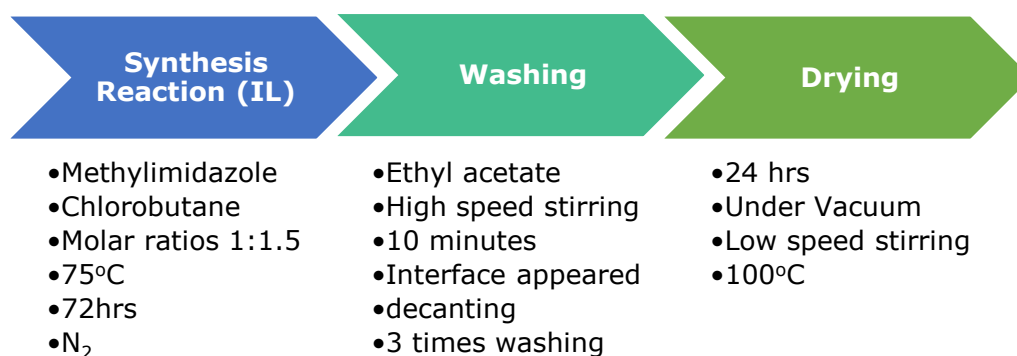 Synthesis
Reaction (IL)
•Methylimidazole
•Chlorobutane
•Molar ratios 1:1.5
•75ºC
•72hrs
•N₂
Washing
•Ethyl acetate
•High speed stirring
•10 minutes
•Interface appeared
•decanting
•3 times washing
Drying
•24 hrs
•Under Vacuum
•Low speed stirring
•100ºC